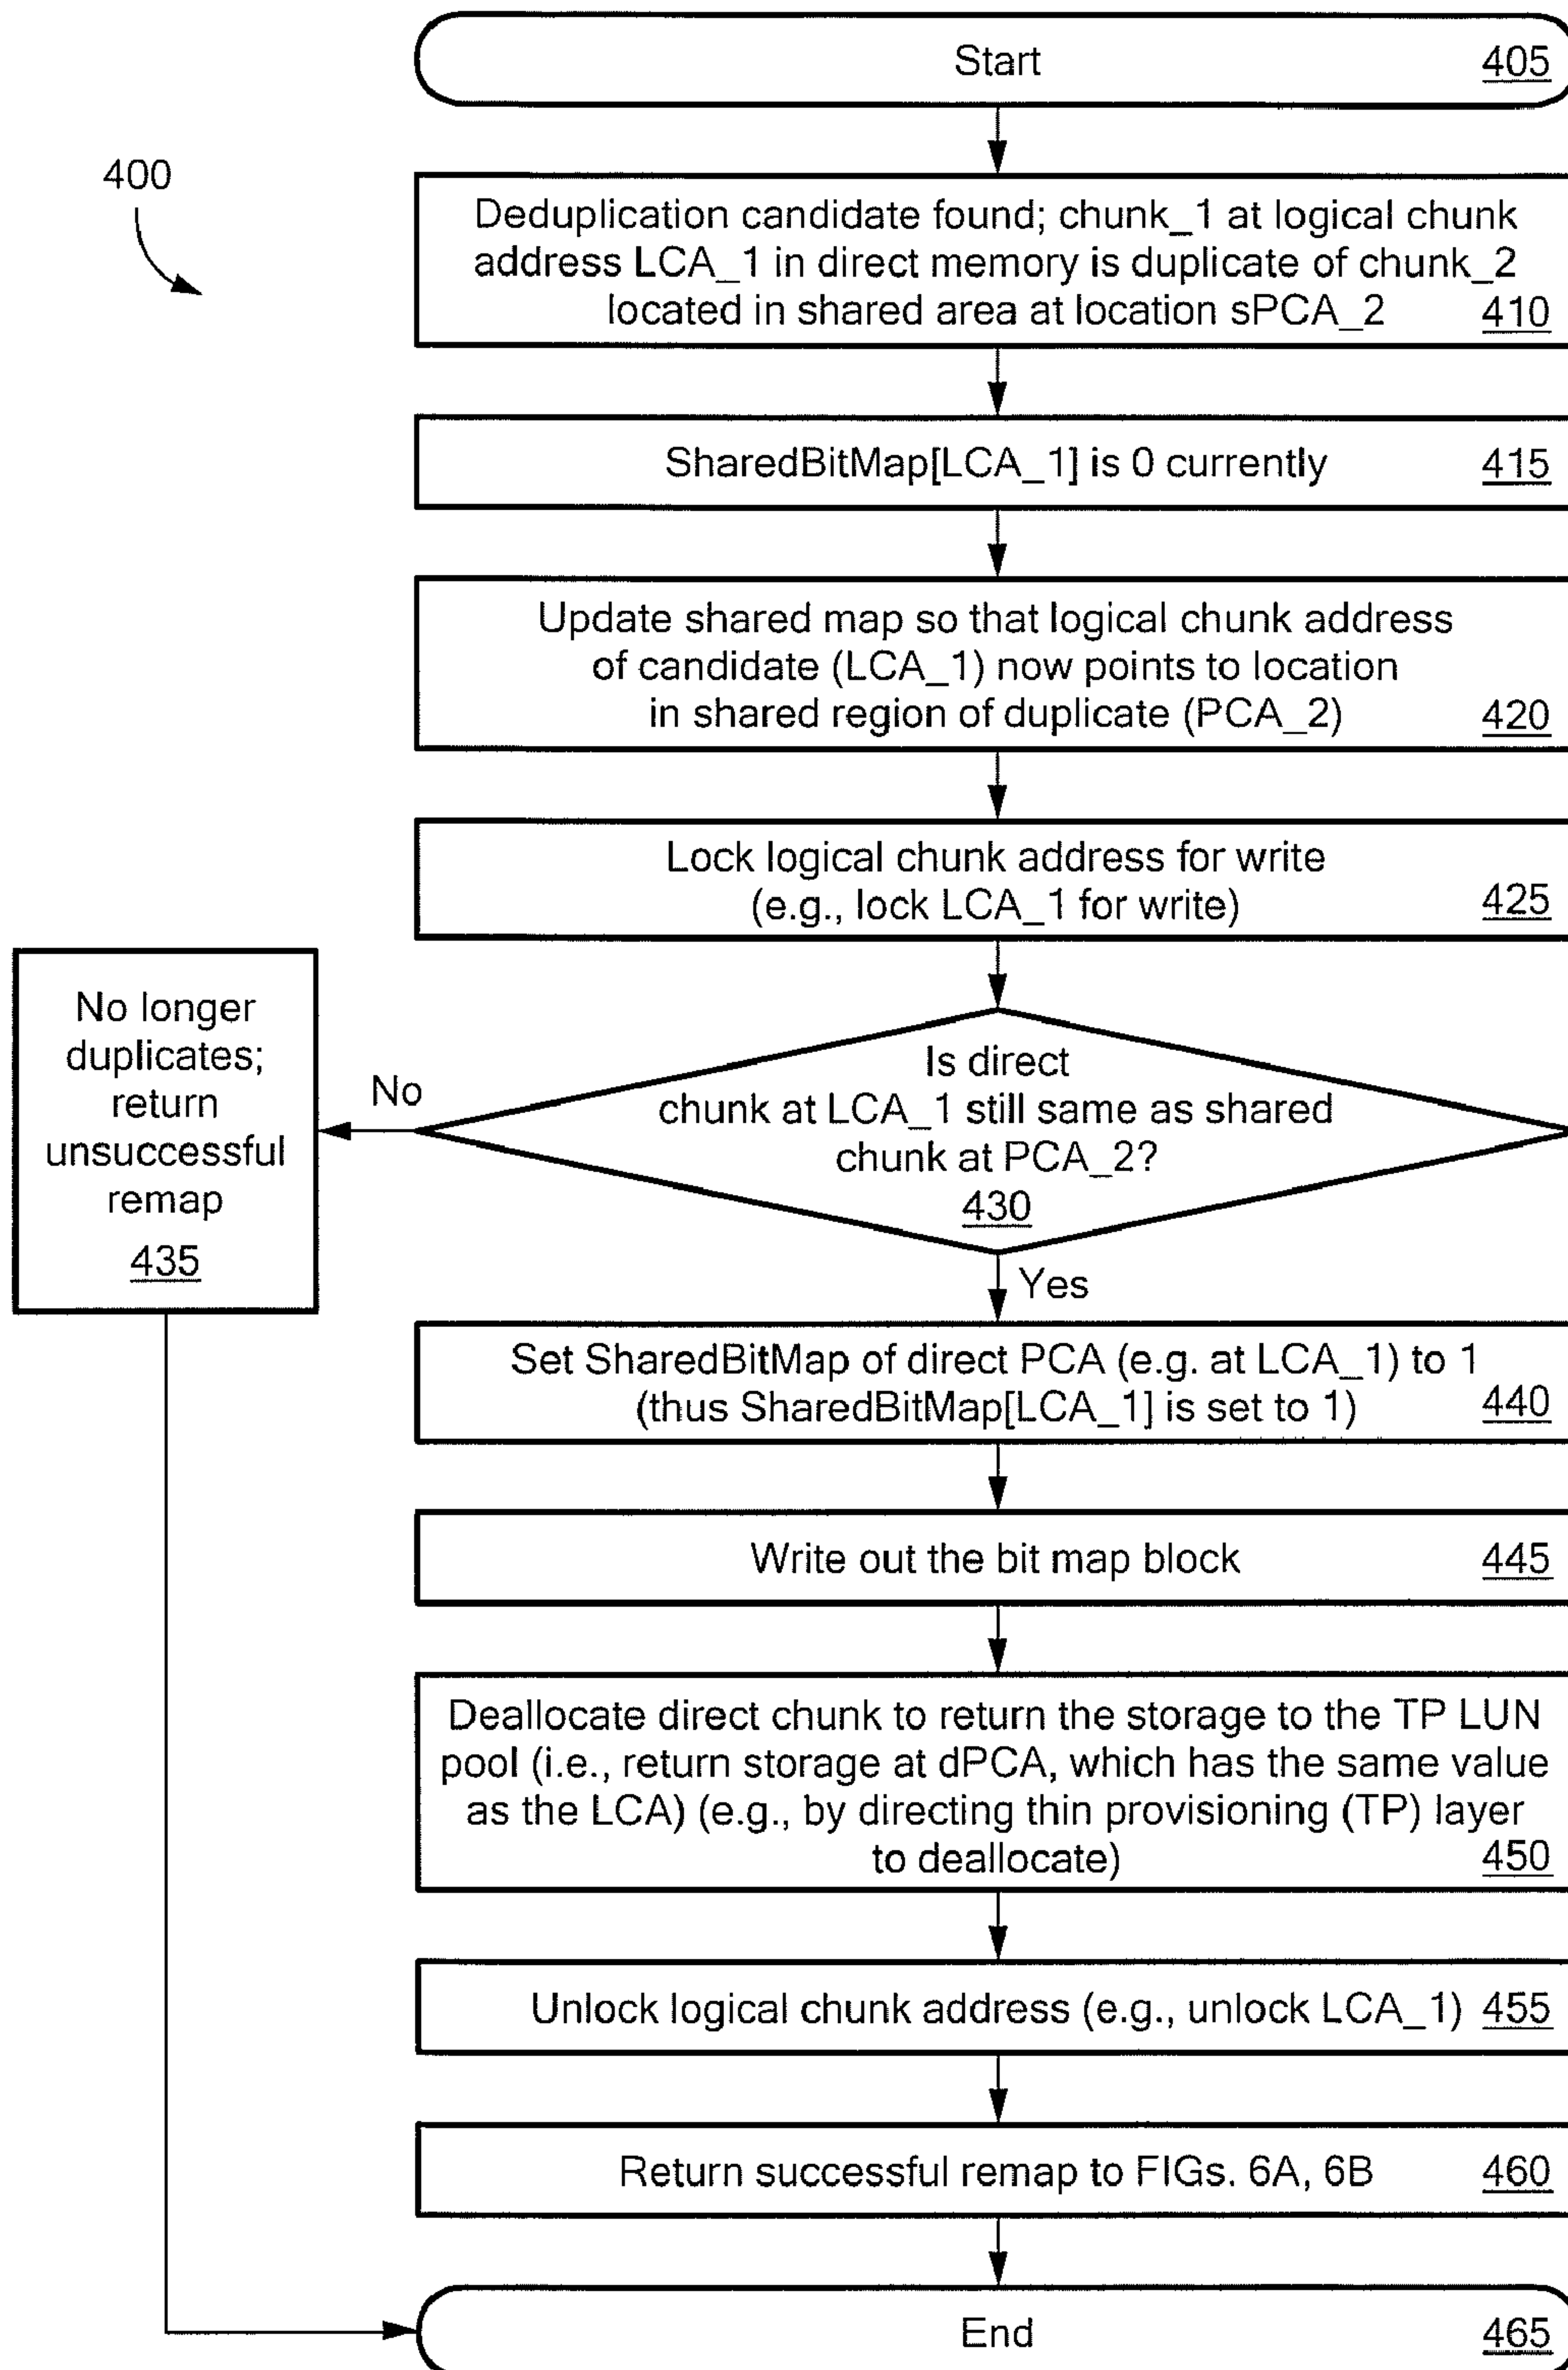 Start 405
400
Deduplication candidate found; chunk_1 at logical chunk
address LCA_1 in direct memory is duplicate of chunk_2
located in shared area at location sPCA_2 410
SharedBitMap[LCA_1] is 0 currently 415
Update shared map so that logical chunk address
of candidate (LCA_1) now points to location
in shared region of duplicate (PCA_2) 420
Lock logical chunk address for write
(e.g., lock LCA_1 for write) 425
Is direct
chunk at LCA_1 still same as shared
chunk at PCA_2?
430
No
No longer
duplicates;
return
unsuccessful
remap
435
Yes
Set SharedBitMap of direct PCA (e.g. at LCA_1) to 1
(thus SharedBitMap[LCA_1] is set to 1) 440
Write out the bit map block 445
Deallocate direct chunk to return the storage to the TP LUN
pool (i.e., return storage at dPCA, which has the same value
as the LCA) (e.g., by directing thin provisioning (TP) layer
to deallocate) 450
Unlock logical chunk address (e.g., unlock LCA_1) 455
Return successful remap to FIGs. 6A, 6B 460
End 465